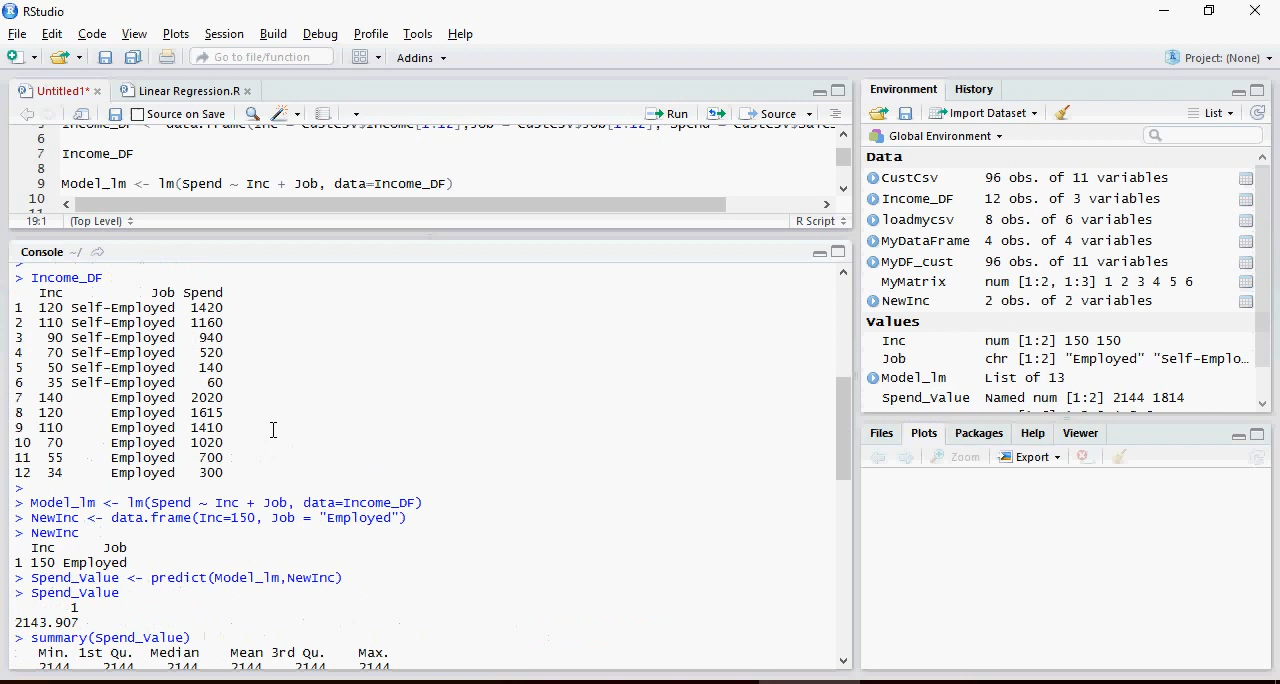 RStudio
File Edit Code View Plots Session Build Debug Profile Tools Help
Go to file/function Addins Project: (None)
Untitled1* Linear Regression.R
Source on Save Run Source
6
7 Income_DF
8
9 Model_lm <- lm(Spend ~ Inc + Job, data=Income_DF)
10
19:1 (Top Level) R Script
Console ~/
> Income_DF
Inc Job Spend
1 120 Self-Employed 1420
2 110 Self-Employed 1160
3 90 Self-Employed 940
4 70 Self-Employed 520
5 50 Self-Employed 140
6 35 Self-Employed 60
7 140 Employed 2020
8 120 Employed 1615
9 110 Employed 1410
10 70 Employed 1020
11 55 Employed 700
12 34 Employed 300
>
> Model_lm <- lm(Spend ~ Inc + Job, data=Income_DF)
> NewInc <- data.frame(Inc=150, Job = "Employed")
> NewInc
Inc Job
1 150 Employed
> Spend_Value <- predict(Model_lm,NewInc)
> Spend_Value
1
2143.907
> summary(Spend_Value)
Min. 1st Qu. Median Mean 3rd Qu. Max.
2144 2144 2144 2144 2144 2144
Environment History
Import Dataset List
Global Environment
Data
CustCsv 96 obs. of 11 variables
Income_DF 12 obs. of 3 variables
loadmycsv 8 obs. of 6 variables
MyDataFrame 4 obs. of 4 variables
MyDF_cust 96 obs. of 11 variables
MyMatrix num [1:2, 1:3] 1 2 3 4 5 6
NewInc 2 obs. of 2 variables
Values
Inc num [1:2] 150 150
Job chr [1:2] "Employed" "Self-Emplo…
Model_lm List of 13
Spend_Value Named num [1:2] 2144 1814
Files Plots Packages Help Viewer
Zoom Export